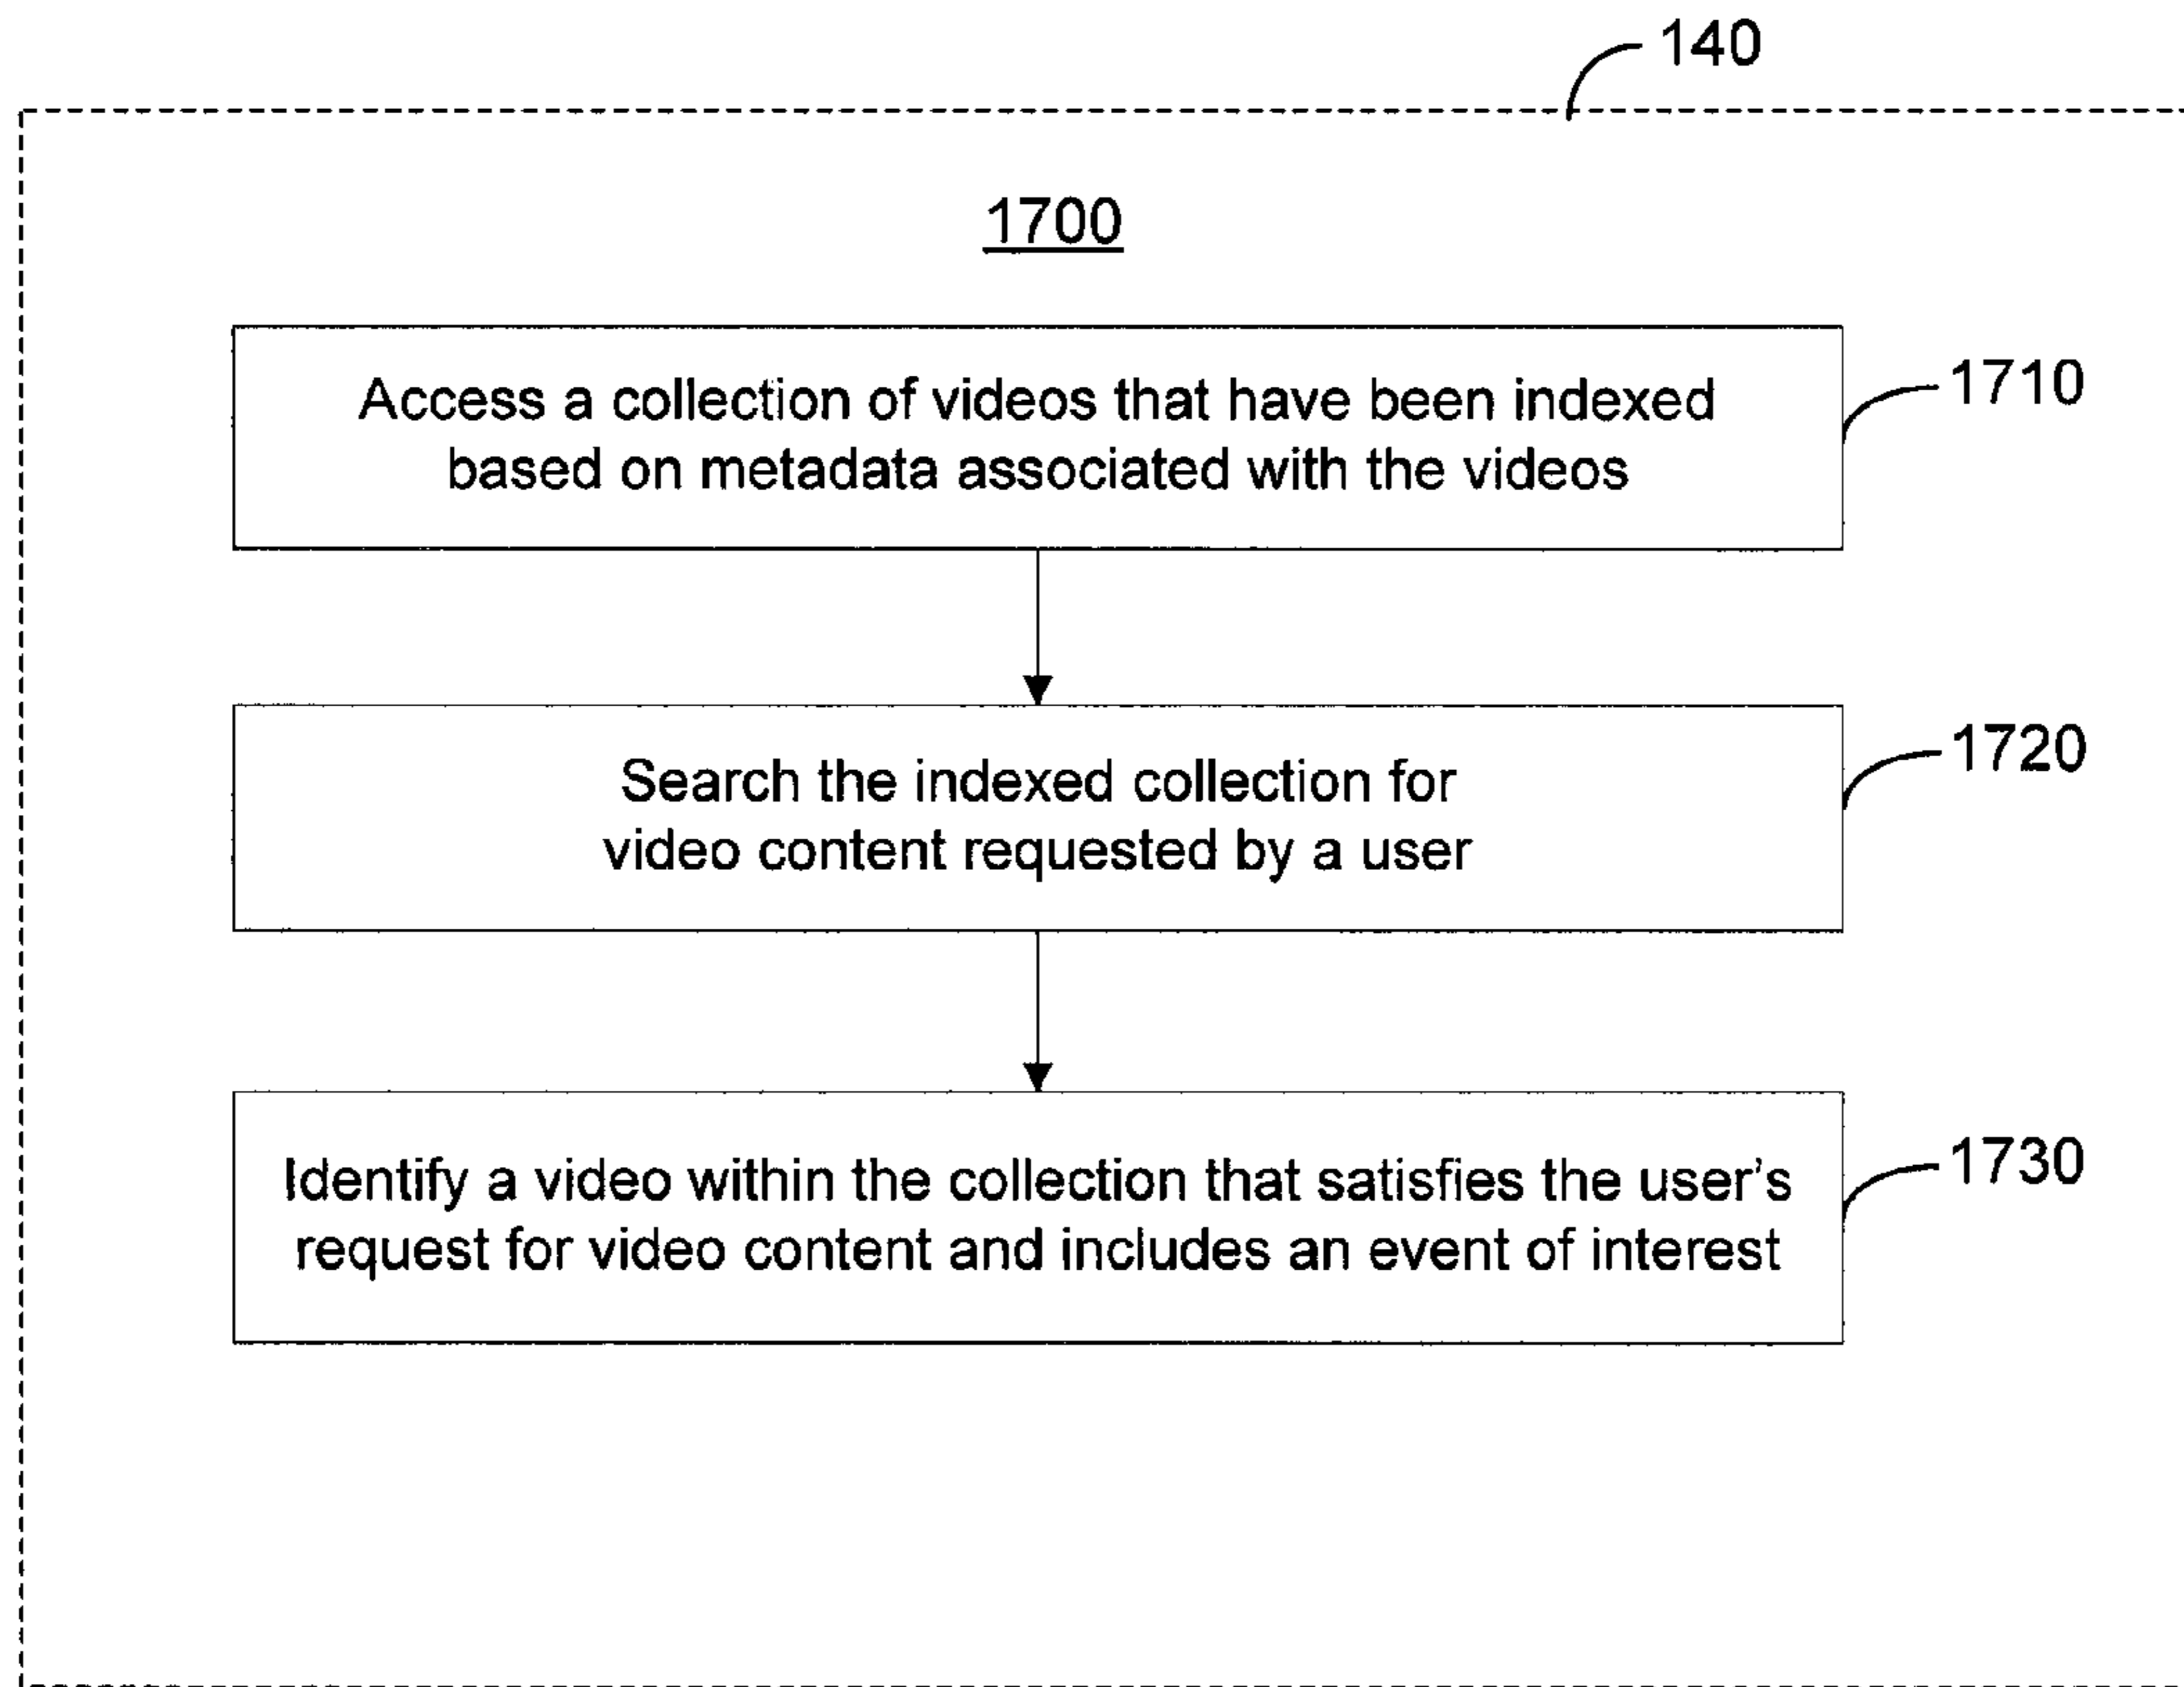 140
1700
Access a collection of videos that have been indexed
based on metadata associated with the videos
1710
Search the indexed collection for
video content requested by a user
1720
Identify a video within the collection that satisfies the user’s
request for video content and includes an event of interest
1730